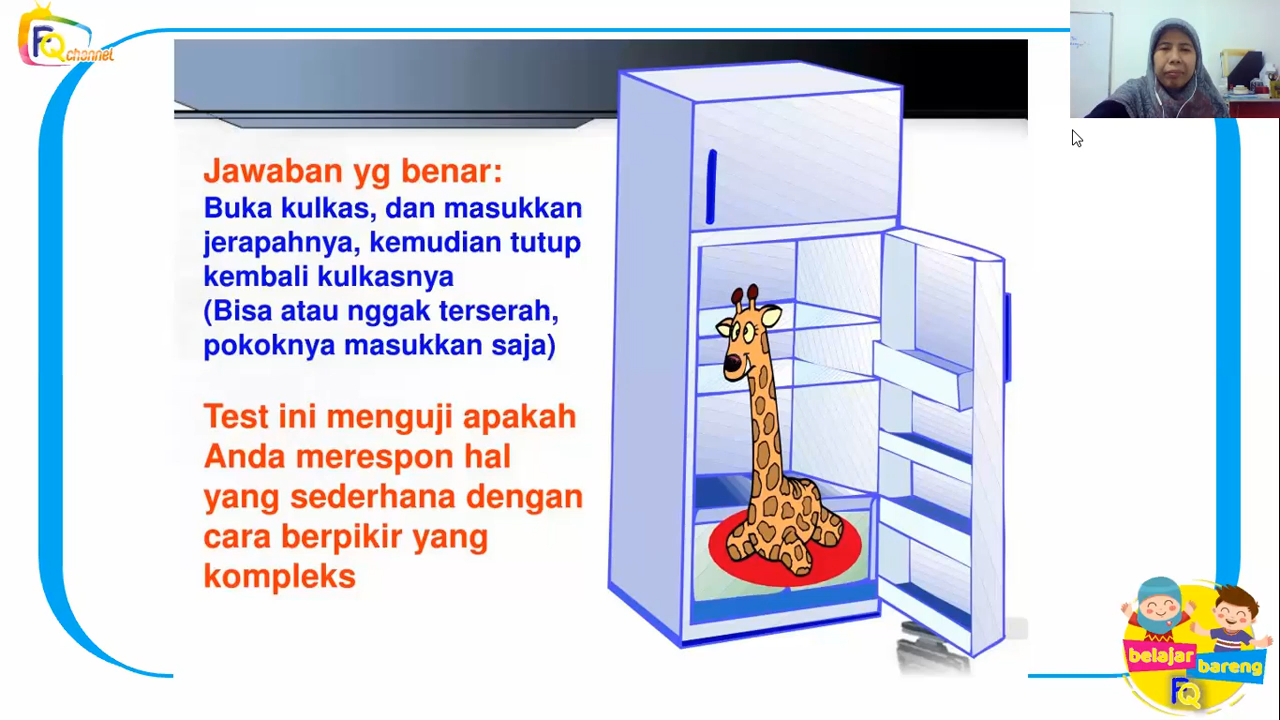 FQ channel
Jawaban yg benar:
Buka kulkas, dan masukkan
jerapahnya, kemudian tutup
kembali kulkasnya
(Bisa atau nggak terserah,
pokoknya masukkan saja)
Test ini menguji apakah
Anda merespon hal
yang sederhana dengan
cara berpikir yang
kompleks
belajar
bareng
FQ